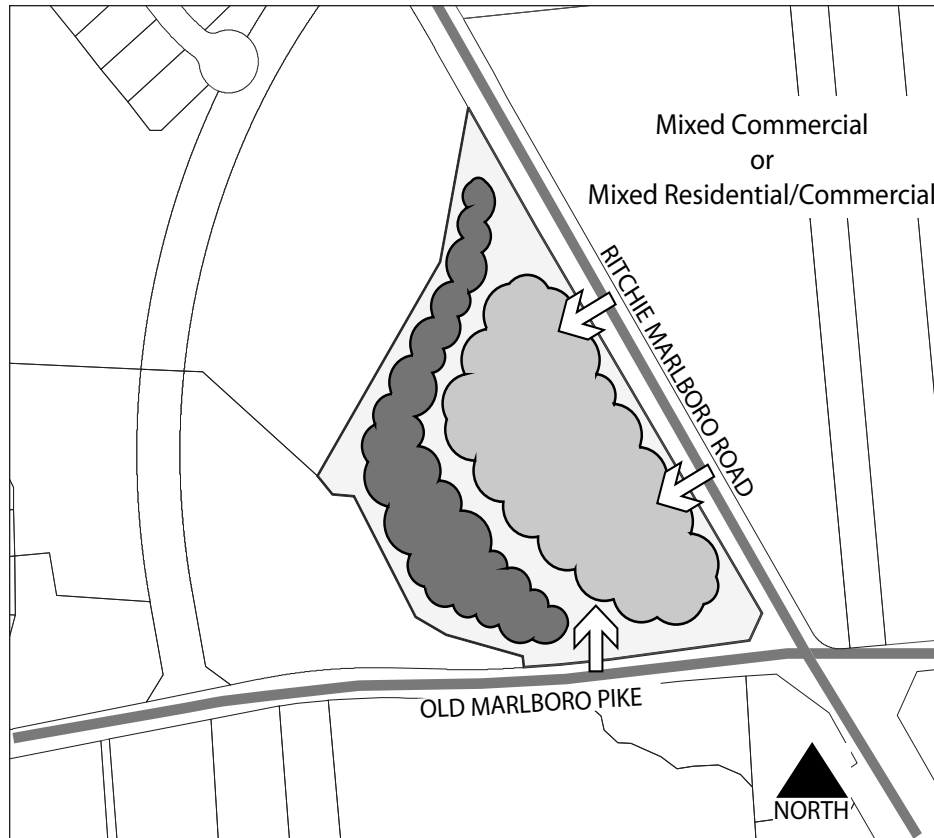 Mixed Commercial
or
Mixed Residential/Commercial
RITCHIE MARLBORO ROAD
OLD MARLBORO PIKE
NORTH